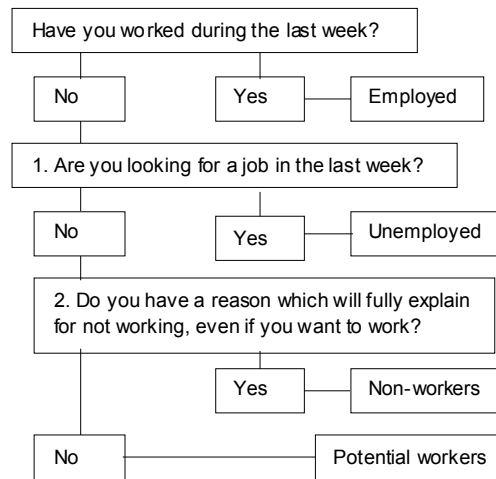 Have you worked during the last week?
No
Yes
Employed
1. Are you looking for a job in the last week?
No
Yes
Unemployed
2. Do you have a reason which will fully explain
for not working, even if you want to work?
Yes
Non-workers
No
Potential workers